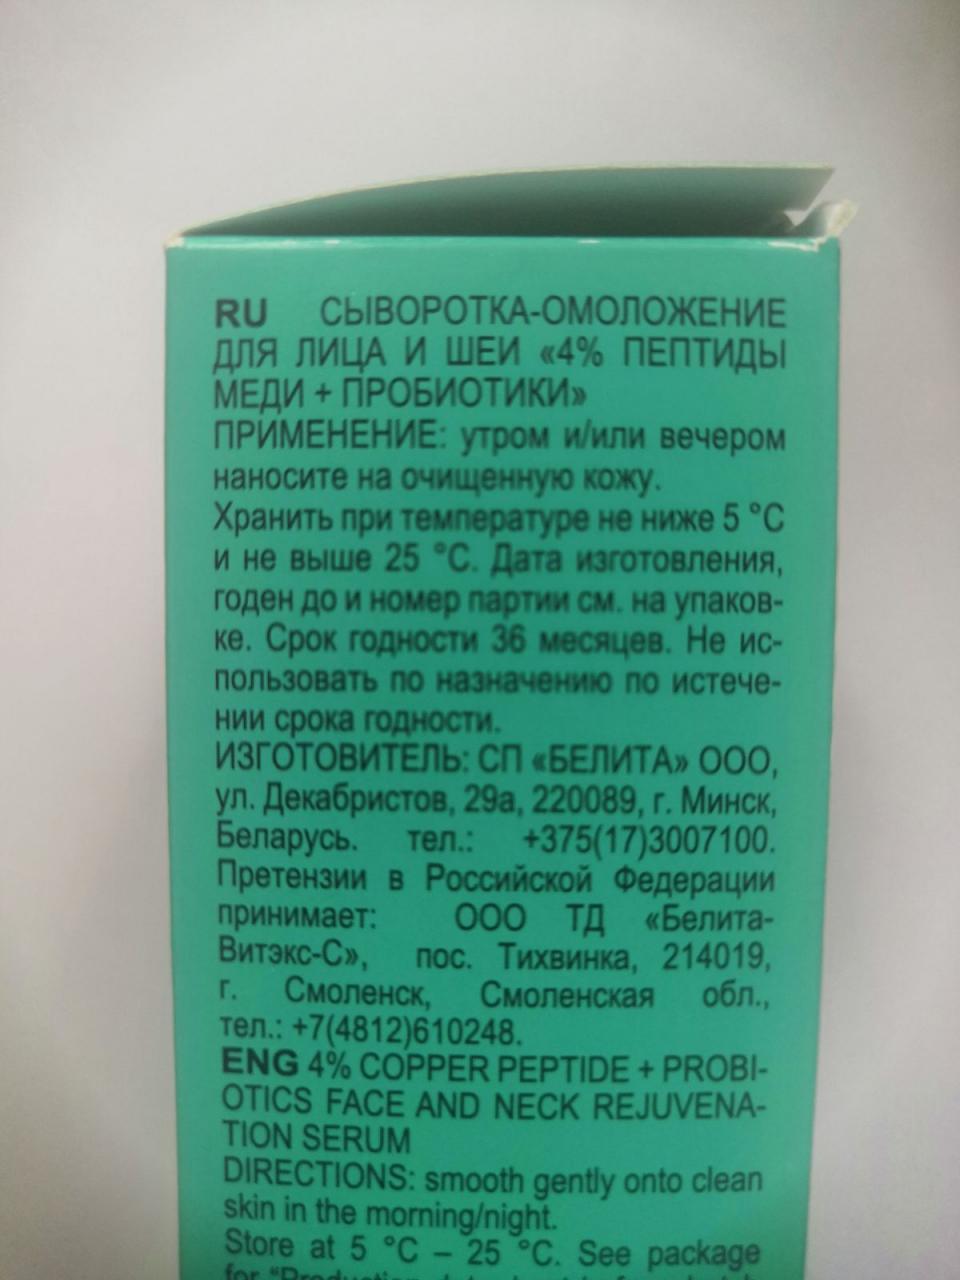 RU СЫВОРОТКА-ОМОЛОЖЕНИЕ
ДЛЯ ЛИЦА И ШЕИ «4% ПЕПТИДЫ
МЕДИ + ПРОБИОТИКИ»
ПРИМЕНЕНИЕ: утром и/или вечером
наносите на очищенную кожу.
Хранить при температуре не ниже 5 °С
и не выше 25 °С. Дата изготовления,
годен до и номер партии см. на упаков-
ке. Срок годности 36 месяцев. Не ис-
пользовать по назначению по истече-
нии срока годности.
ИЗГОТОВИТЕЛЬ: СП «БЕЛИТА» ООО,
ул. Декабристов, 29а, 220089, г. Минск,
Беларусь. тел.: +375(17)3007100.
Претензии в Российской Федерации
принимает: ООО ТД «Белита-
Витэкс-С», пос. Тихвинка, 214019,
г. Смоленск, Смоленская обл.,
тел.: +7(4812)610248.
ENG 4% COPPER PEPTIDE + PROBI-
OTICS FACE AND NECK REJUVENA-
TION SERUM
DIRECTIONS: smooth gently onto clean
skin in the morning/night.
Store at 5 °C – 25 °C. See package
for